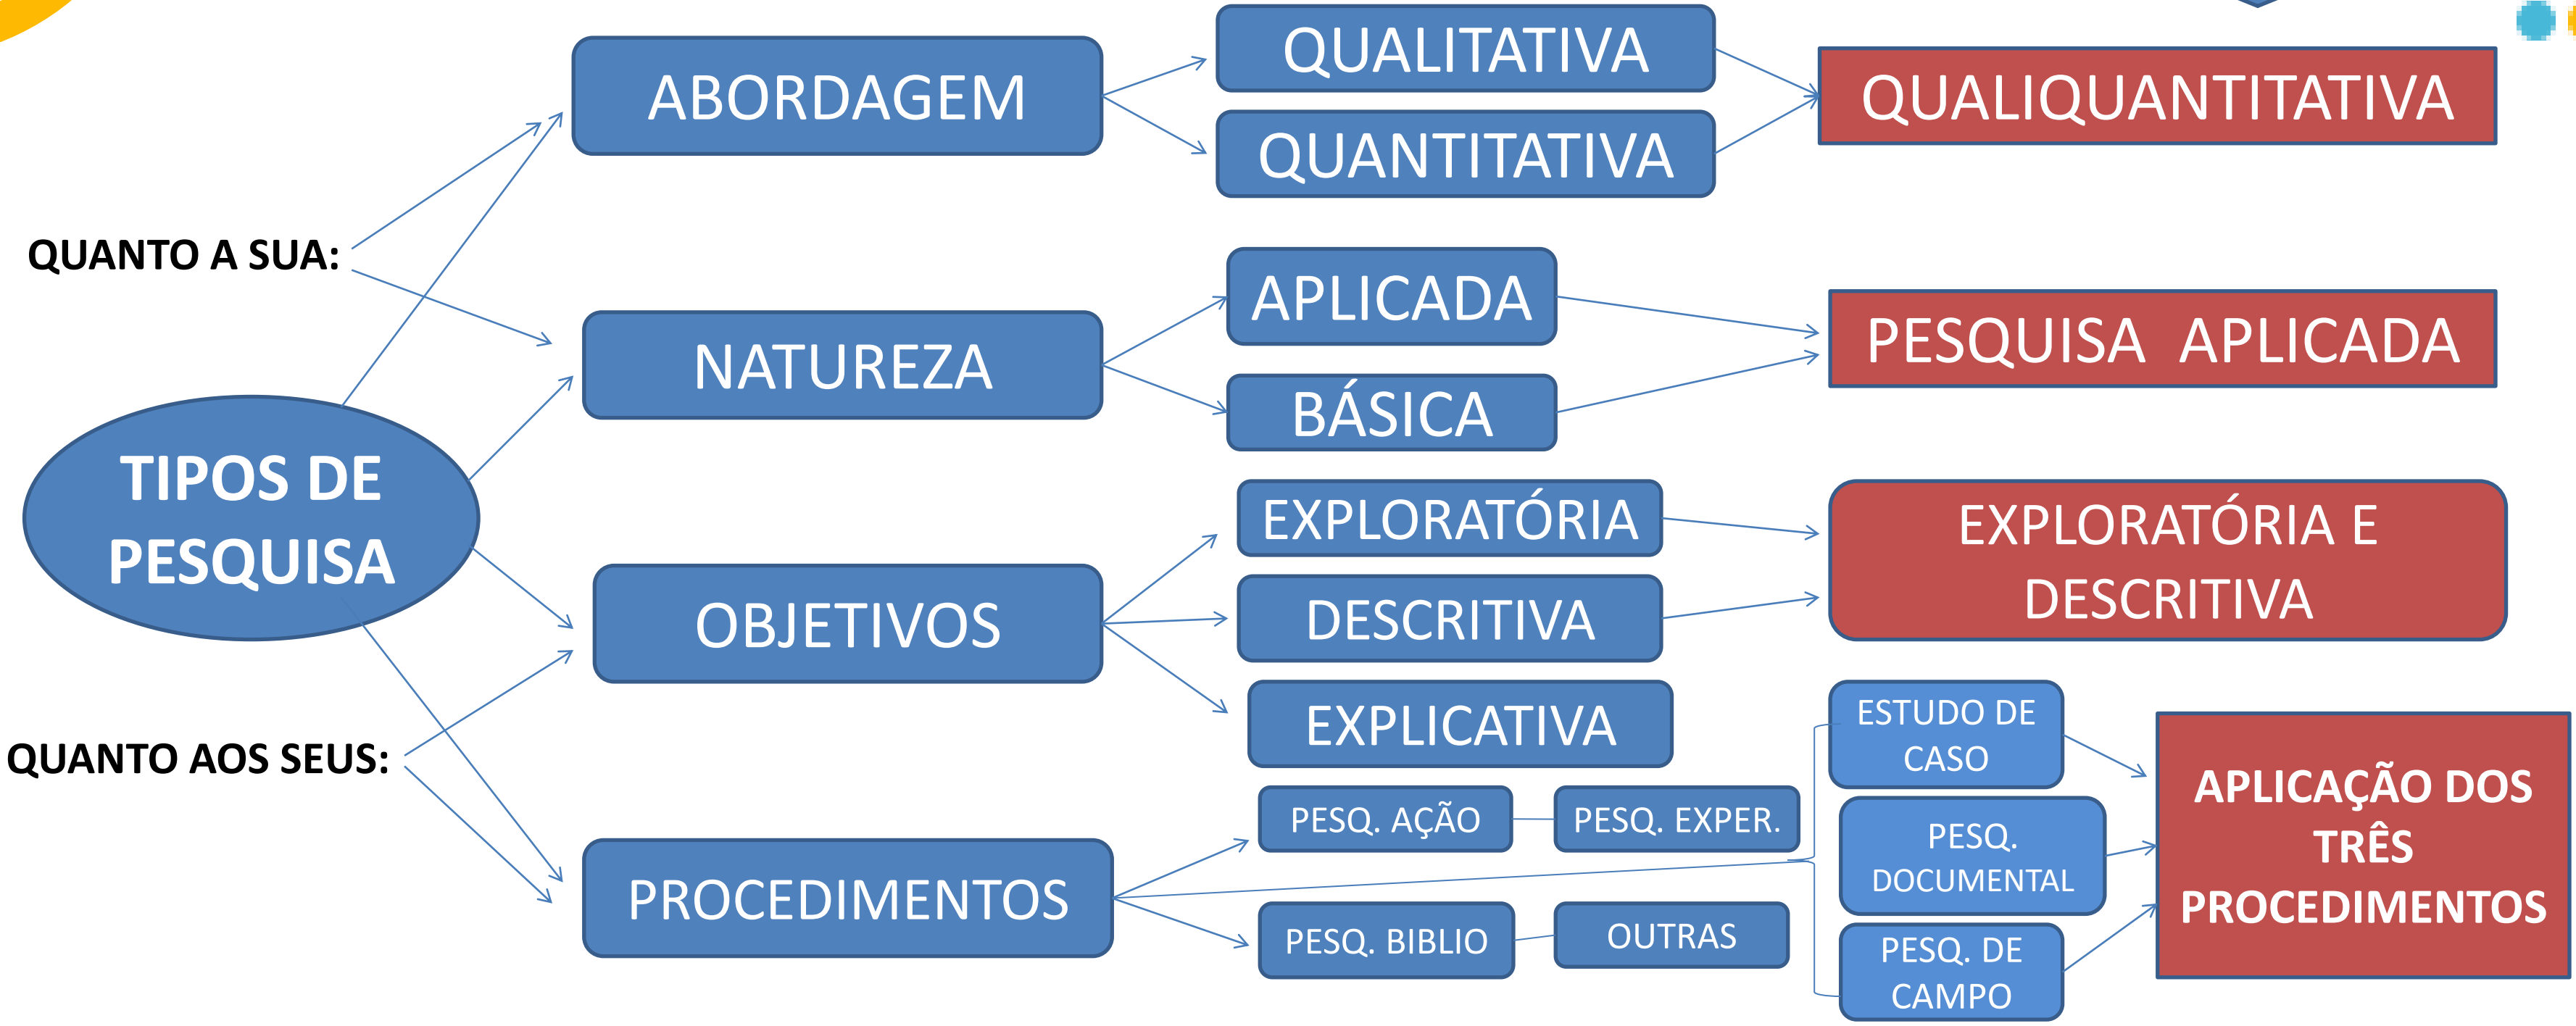 ABORDAGEM
QUALITATIVA
QUANTITATIVA
QUALIQUANTITATIVA
QUANTO A SUA:
NATUREZA
APLICADA
BÁSICA
PESQUISA APLICADA
TIPOS DE
PESQUISA
OBJETIVOS
EXPLORATÓRIA
DESCRITIVA
EXPLICATIVA
EXPLORATÓRIA E
DESCRITIVA
QUANTO AOS SEUS:
PROCEDIMENTOS
PESQ. AÇÃO
PESQ. EXPER.
PESQ. BIBLIO
OUTRAS
ESTUDO DE
CASO
PESQ.
DOCUMENTAL
PESQ. DE
CAMPO
APLICAÇÃO DOS
TRÊS
PROCEDIMENTOS